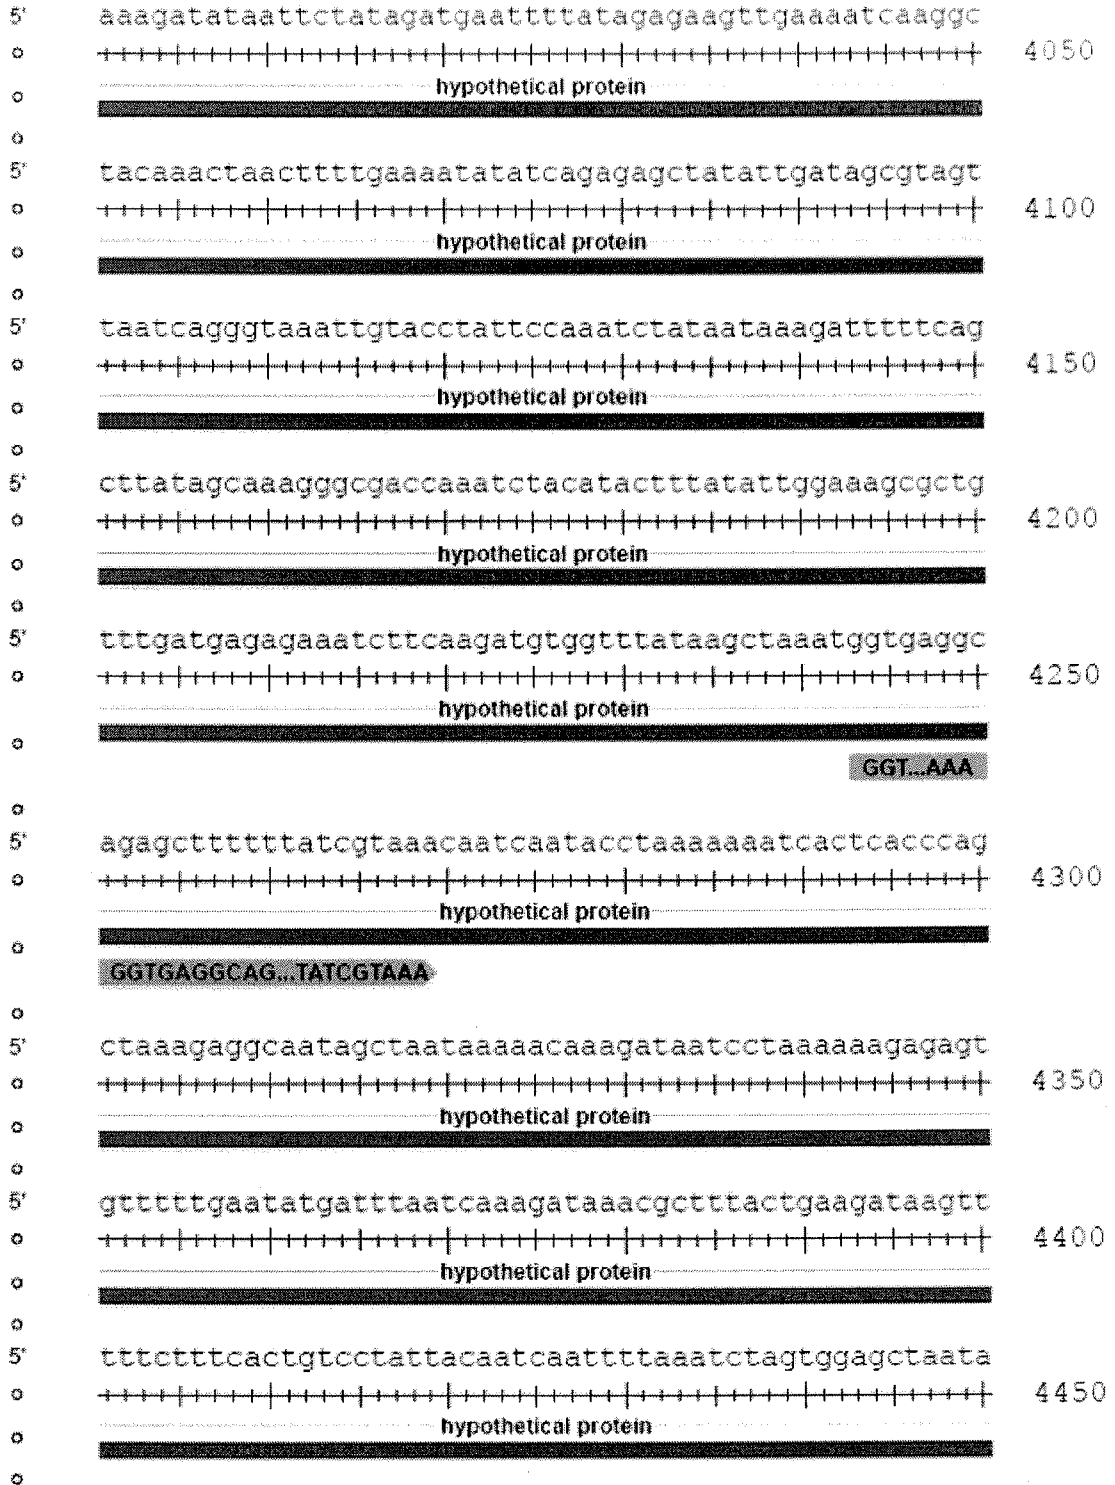 5' aaagatataattctatagatgaattttatagagaagttgaaaatcaaggc
4050
hypothetical protein
5' tacaaactaacttttgaaaatatatcagagagctatattgatagcgtagt
4100
hypothetical protein
5' taatcagggtaaattgtacctattccaaatctataataaagatttttcag
4150
hypothetical protein
5' cttatagcaaagggcgaccaaatctacatactttatattggaaagcgctg
4200
hypothetical protein
5' tttgatgagagaaatcttcaagatgtggtttataagctaaatggtgaggc
4250
hypothetical protein
GGT...AAA
5' agagcttttttatcgtaaacaatcaatacctaaaaaaatcactcacccag
4300
hypothetical protein
GGTGAGGCAG...TATCGTAAA
5' ctaaagaggcaatagctaataaaaacaaagataatcctaaaaaagagagt
4350
hypothetical protein
5' gtttttgaatatgatttaatcaaagataaacgctttactgaagataagtt
4400
hypothetical protein
5' tttctttcactgtcctattacaatcaattttaaatctagtggagctaata
4450
hypothetical protein